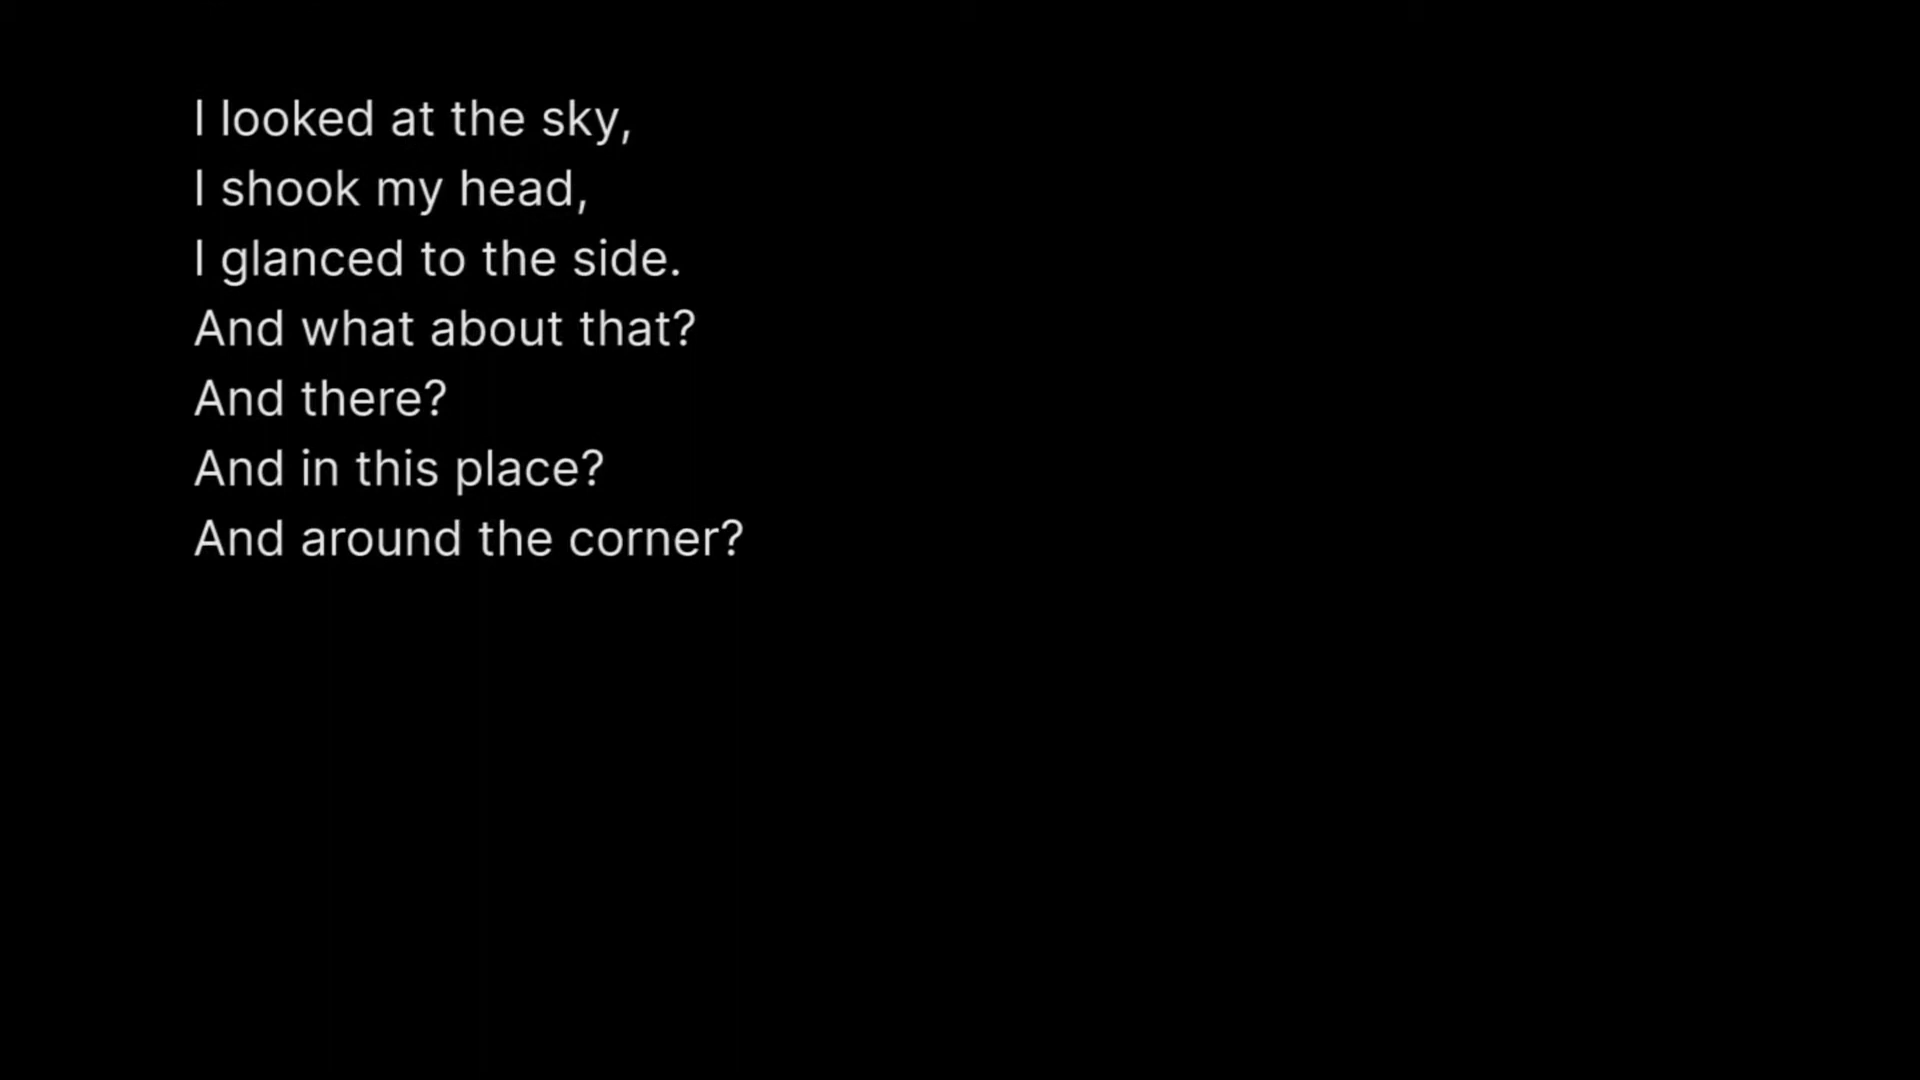 I looked at the sky,
I shook my head,
I glanced to the side.
And what about that?
And there?
And in this place?
And around the corner?